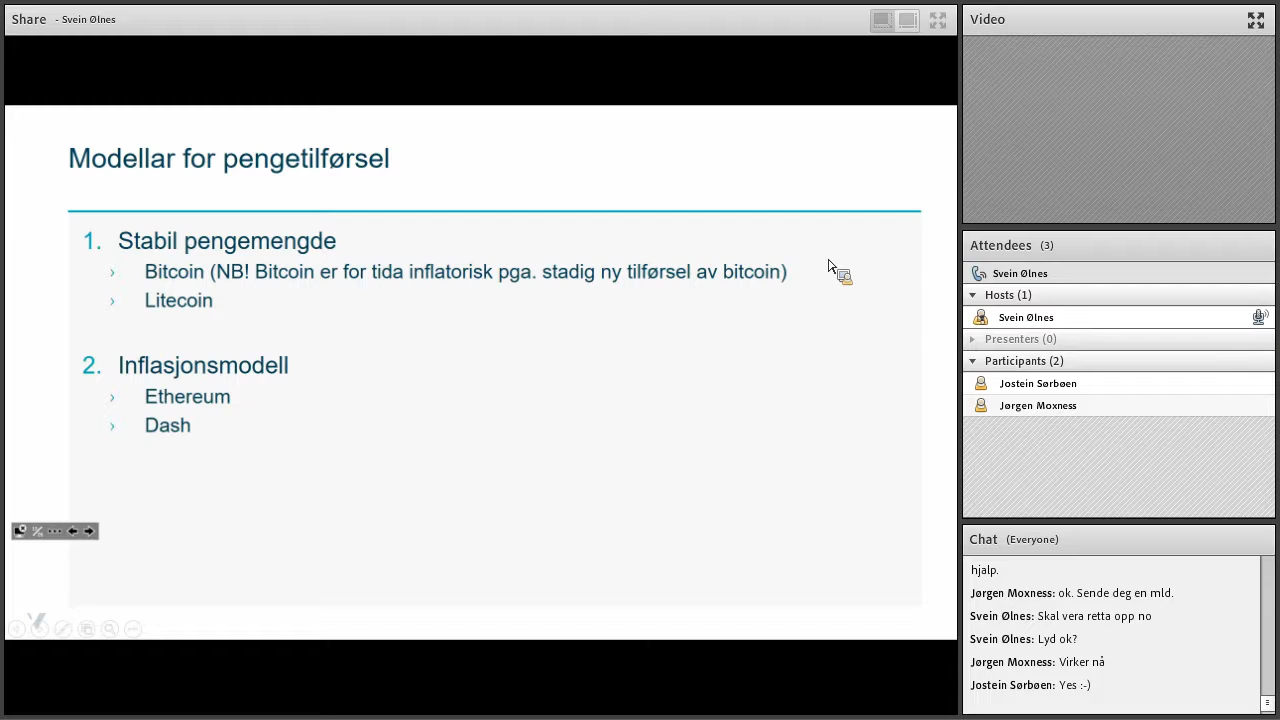 Share - Svein Ølnes
Modellar for pengetilførsel
1. Stabil pengemengde
› Bitcoin (NB! Bitcoin er for tida inflatorisk pga. stadig ny tilførsel av bitcoin)
› Litecoin
2. Inflasjonsmodell
› Ethereum
› Dash
Video
Attendees (3)
Svein Ølnes
Hosts (1)
Svein Ølnes
Presenters (0)
Participants (2)
Jostein Sørbøen
Jørgen Moxness
Chat (Everyone)
hjalp.
Jørgen Moxness: ok. Sende deg en mld.
Svein Ølnes: Skal vera retta opp no
Svein Ølnes: Lyd ok?
Jørgen Moxness: Virker nå
Jostein Sørbøen: Yes :-)